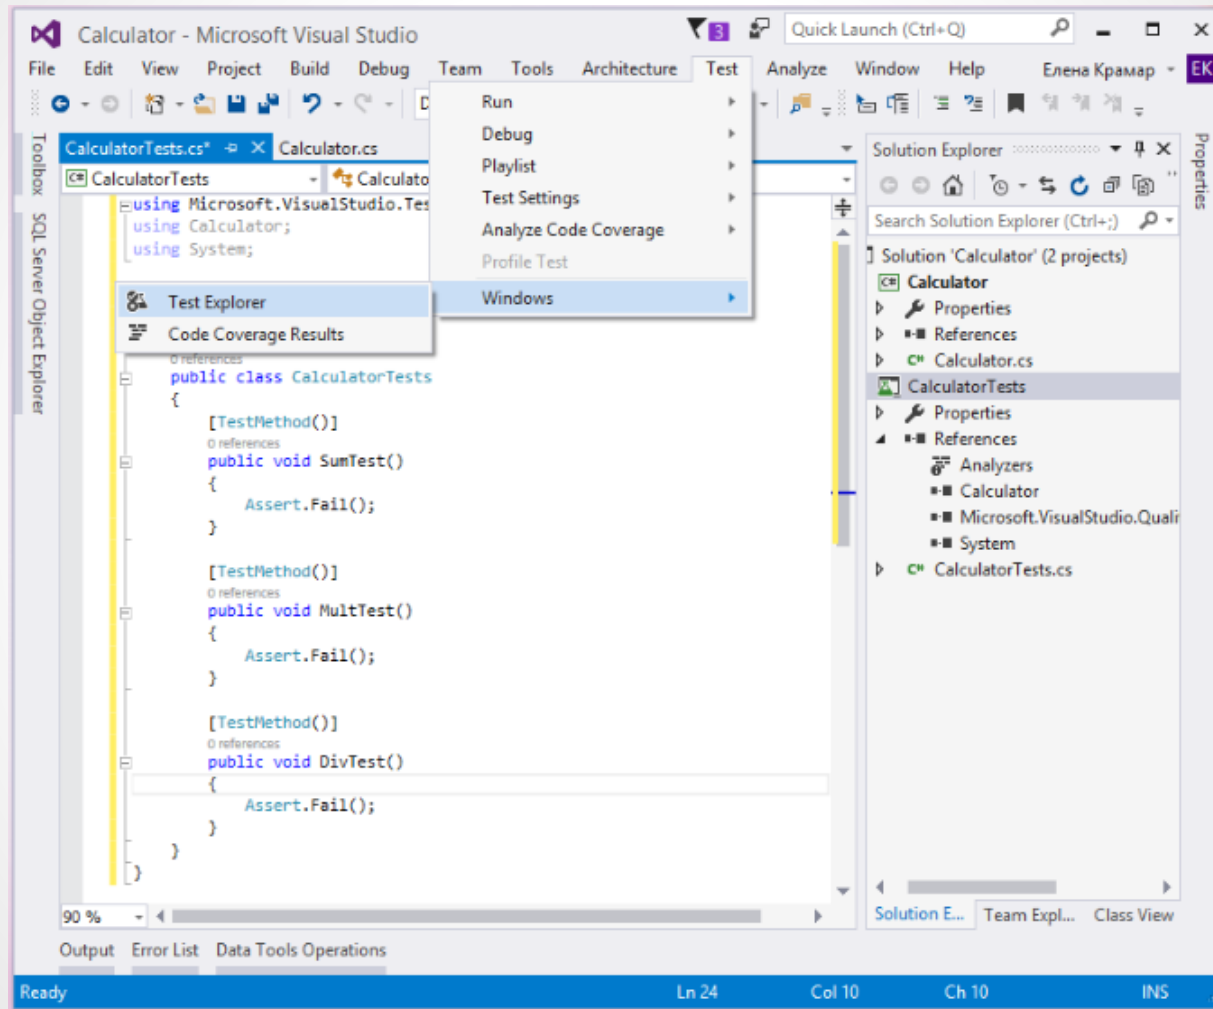 Calculator - Microsoft Visual Studio
3
Quick Launch (Ctrl+Q)
File Edit View Project Build Debug Team Tools Architecture Test Analyze Window Help Елена Крамар EK
D
Run
Debug
Playlist
Test Settings
Analyze Code Coverage
Profile Test
Windows
Test Explorer
Code Coverage Results
Toolbox
SQL Server Object Explorer
CalculatorTests.cs* Calculator.cs
C# CalculatorTests Calculato
using Microsoft.VisualStudio.Tes
using Calculator;
using System;
0 references
public class CalculatorTests
{
[TestMethod()]
0 references
public void SumTest()
{
Assert.Fail();
}
[TestMethod()]
0 references
public void MultTest()
{
Assert.Fail();
}
[TestMethod()]
0 references
public void DivTest()
{
Assert.Fail();
}
}
}
90 %
Solution Explorer
Search Solution Explorer (Ctrl+;)
Solution 'Calculator' (2 projects)
C# Calculator
Properties
References
C# Calculator.cs
CalculatorTests
Properties
References
Analyzers
Calculator
Microsoft.VisualStudio.Qualit
System
C# CalculatorTests.cs
Solution E... Team Expl... Class View
Properties
Output Error List Data Tools Operations
Ready Ln 24 Col 10 Ch 10 INS